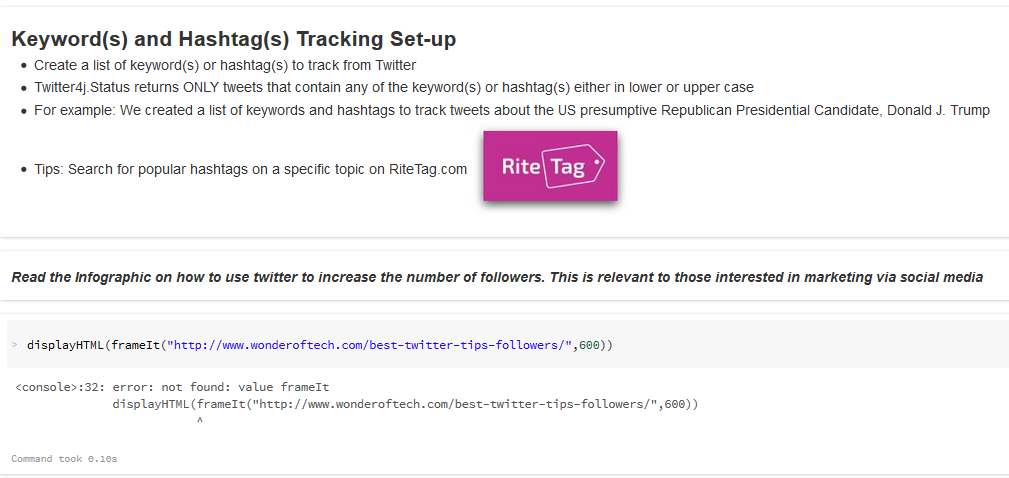 Keyword(s) and Hashtag(s) Tracking Set-up
Create a list of keyword(s) or hashtag(s) to track from Twitter
Twitter4j.Status returns ONLY tweets that contain any of the keyword(s) or hashtag(s) either in lower or upper case
For example: We created a list of keywords and hashtags to track tweets about the US presumptive Republican Presidential Candidate, Donald J. Trump
Tips: Search for popular hashtags on a specific topic on RiteTag.com
Rite Tag
Read the Infographic on how to use twitter to increase the number of followers. This is relevant to those interested in marketing via social media
> displayHTML(frameIt("http://www.wonderoftech.com/best-twitter-tips-followers/",600))
<console>:32: error: not found: value frameIt
displayHTML(frameIt("http://www.wonderoftech.com/best-twitter-tips-followers/",600))
^
Command took 0.10s